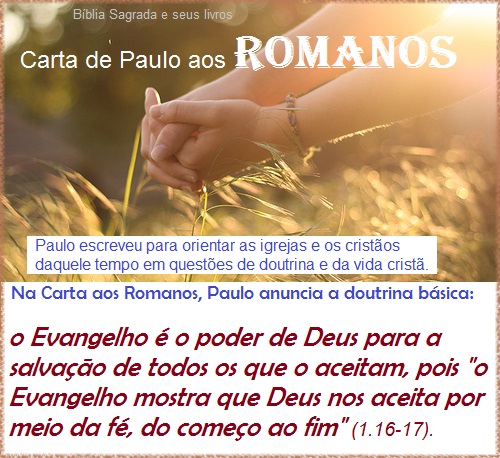 Bíblia Sagrada e seus livros
Carta de Paulo aos ROMANOS
Paulo escreveu para orientar as igrejas e os cristãos
daquele tempo em questões de doutrina e da vida cristã.
Na Carta aos Romanos, Paulo anuncia a doutrina básica:
o Evangelho é o poder de Deus para a
salvação de todos os que o aceitam, pois "o
Evangelho mostra que Deus nos aceita por
meio da fé, do começo ao fim" (1.16-17).